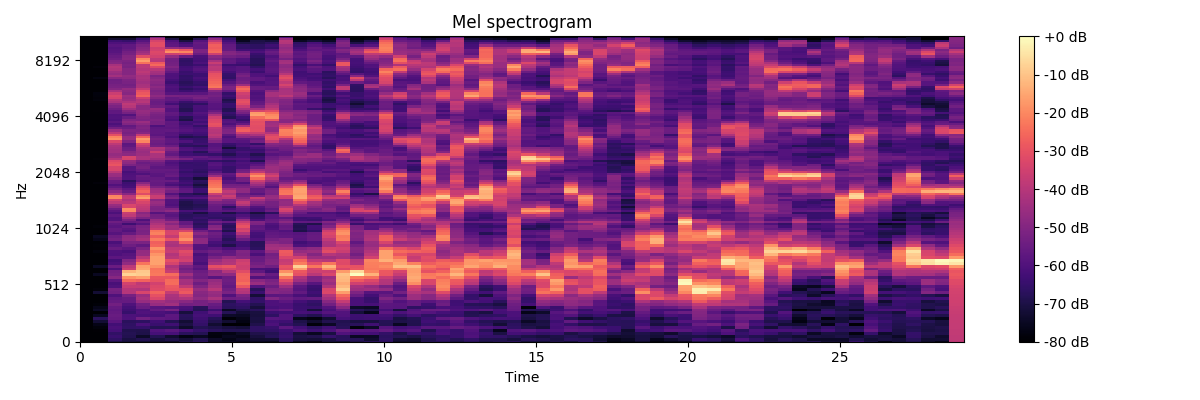 Mel spectrogram
Hz
8192
4096
2048
1024
512
0
0 5 10 15 20 25
Time
+0 dB
-10 dB
-20 dB
-30 dB
-40 dB
-50 dB
-60 dB
-70 dB
-80 dB